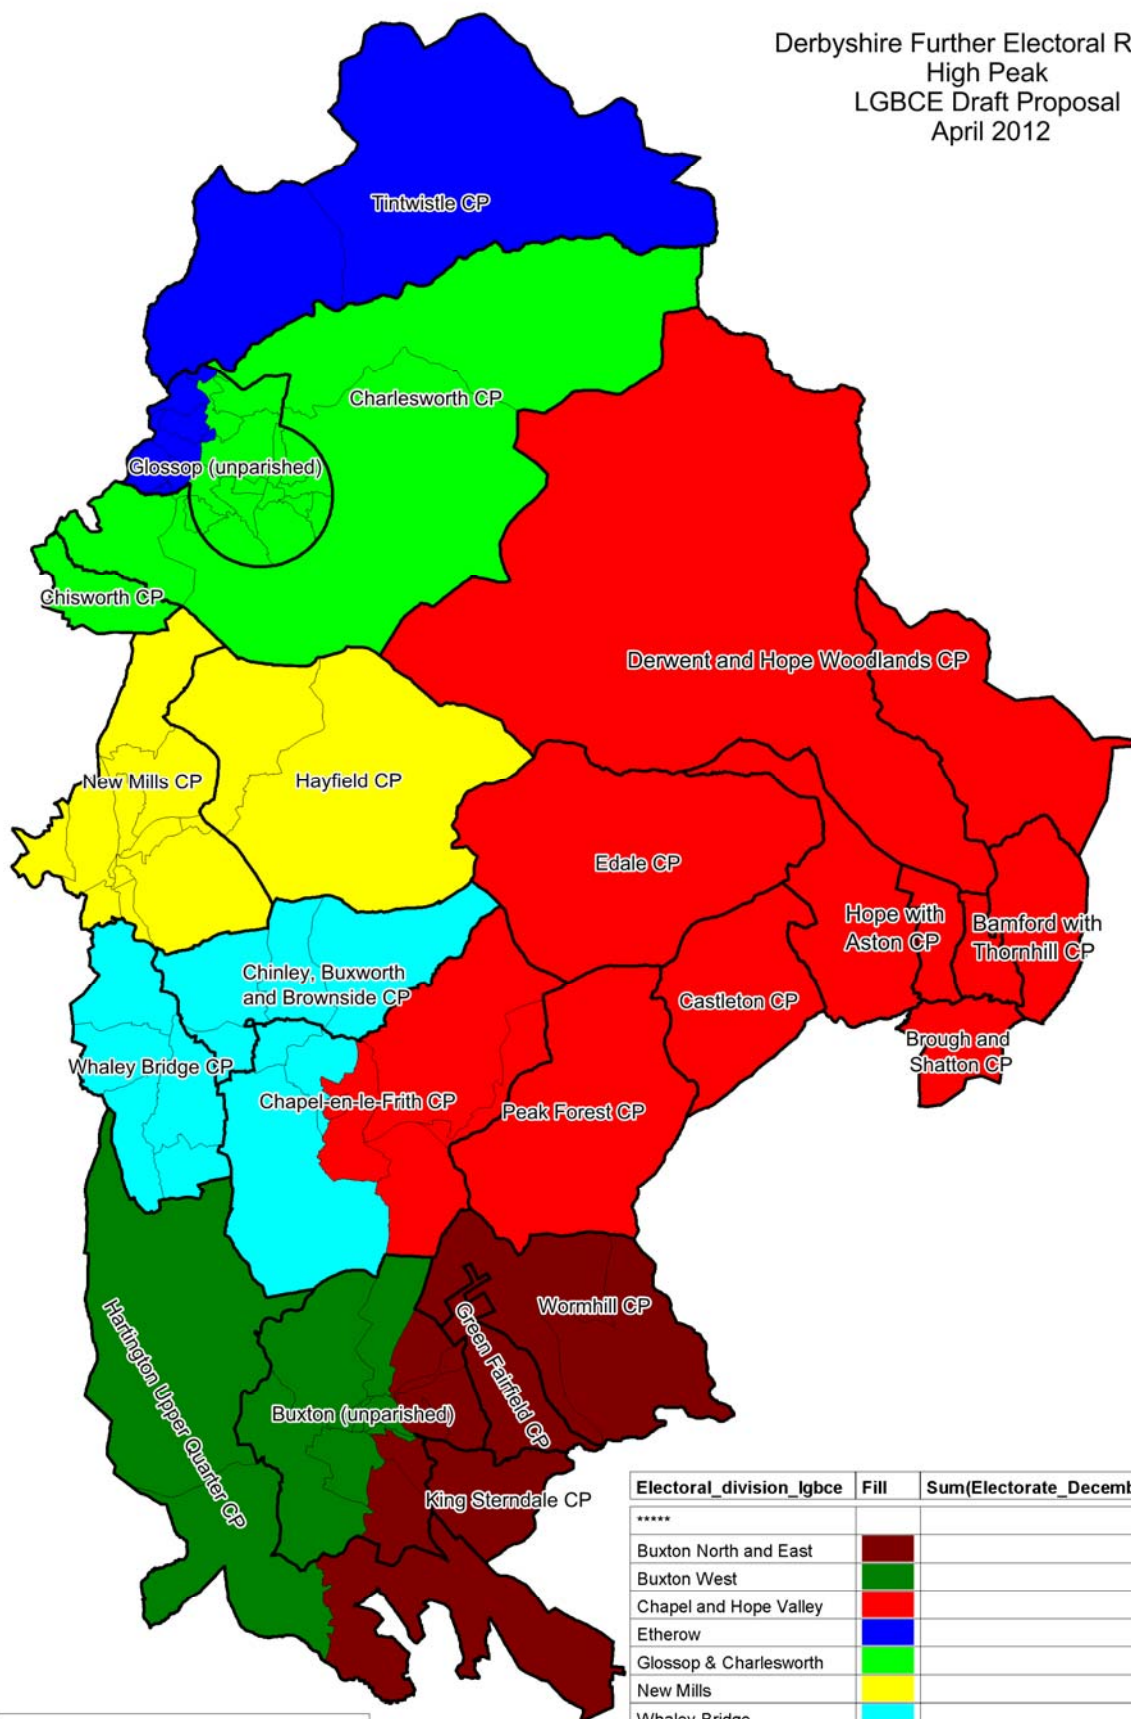 Derbyshire Further Electoral R
High Peak
LGBCE Draft Proposal
April 2012
Tintwistle CP
Charlesworth CP
Glossop (unparished)
Chisworth CP
Derwent and Hope Woodlands CP
New Mills CP
Hayfield CP
Edale CP
Hope with
Aston CP
Bamford with
Thornhill CP
Chinley, Buxworth
and Brownside CP
Castleton CP
Brough and
Shatton CP
Whaley Bridge CP
Chapel-en-le-Frith CP
Peak Forest CP
Wormhill CP
Green Fairfield CP
Hartington Upper Quarter CP
Buxton (unparished)
King Sterndale CP
Electoral_division_lgbce Fill Sum(Electorate_Decemb
*****
Buxton North and East
Buxton West
Chapel and Hope Valley
Etherow
Glossop & Charlesworth
New Mills
Whaley Bridge